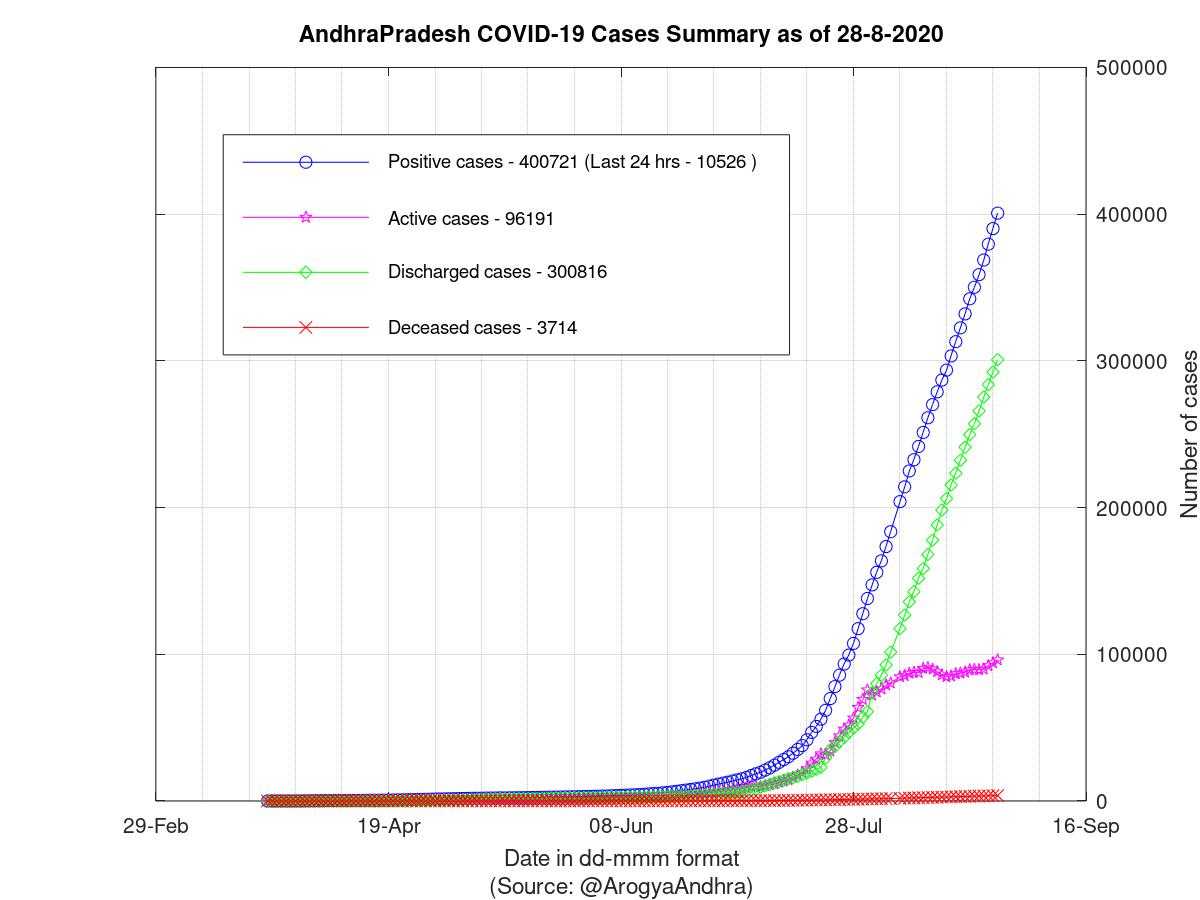 AndhraPradesh COVID-19 Cases Summary as of 28-8-2020
Positive cases - 400721 (Last 24 hrs - 10526 )
Active cases - 96191
Discharged cases - 300816
Deceased cases - 3714
500000
400000
300000
200000
100000
0
Number of cases
29-Feb 19-Apr 08-Jun 28-Jul 16-Sep
Date in dd-mmm format
(Source: @ArogyaAndhra)